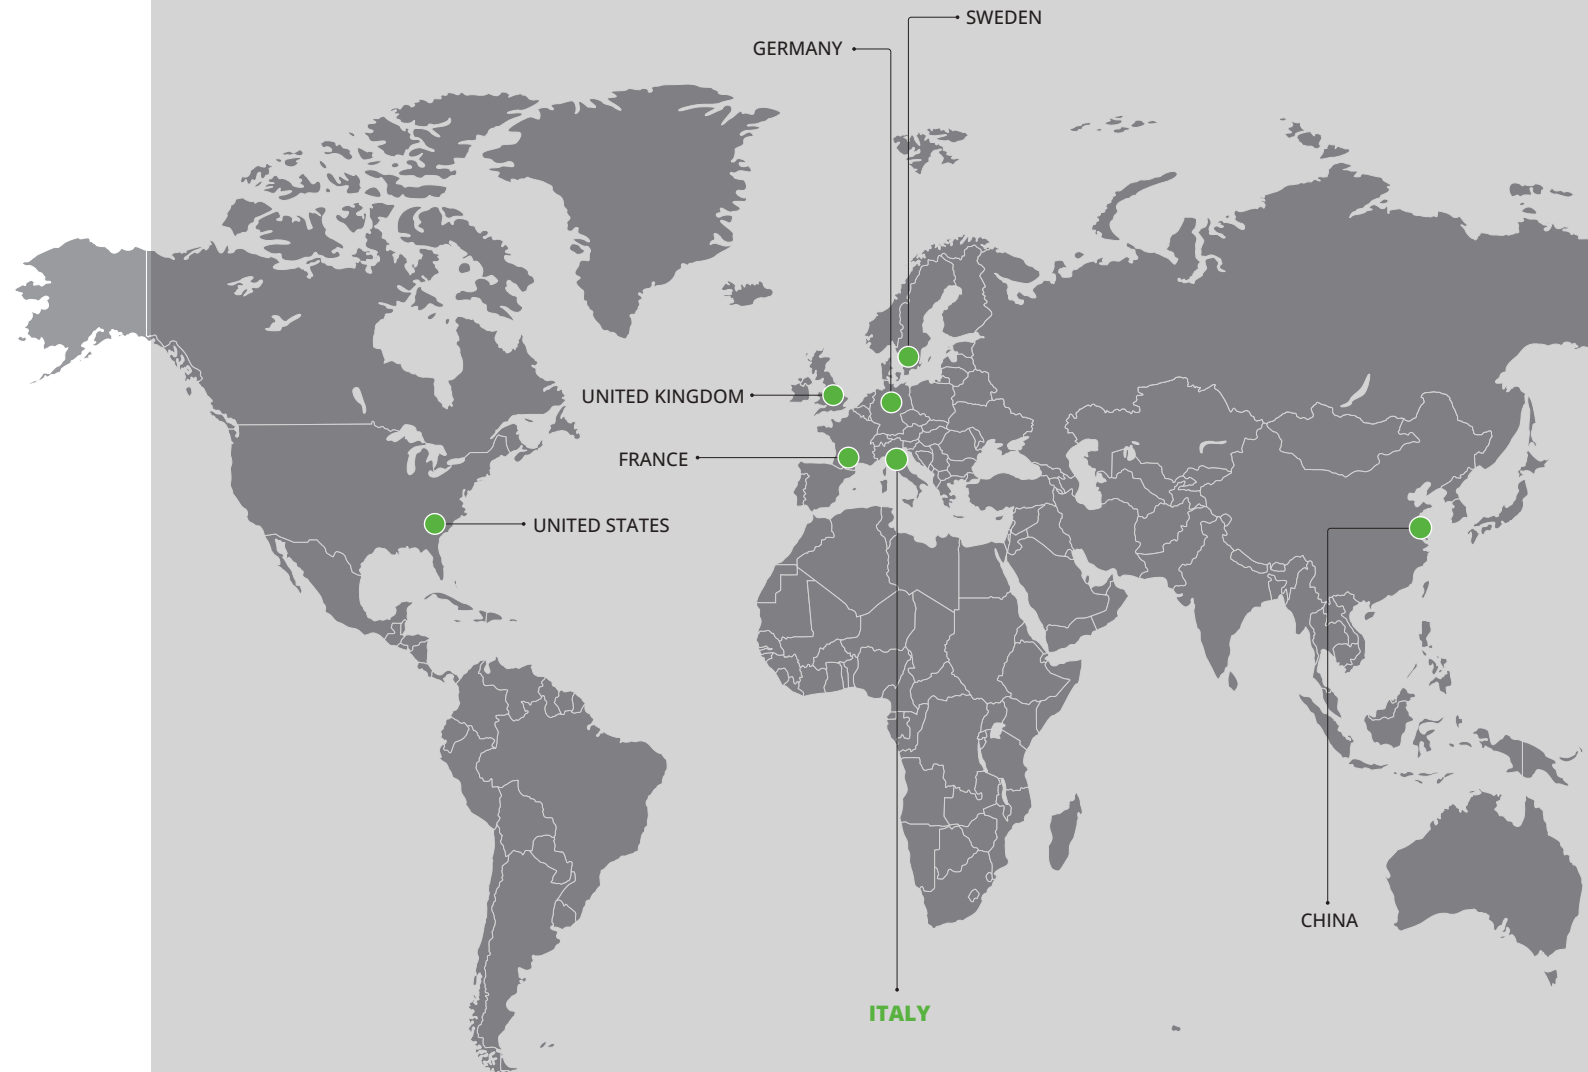 SWEDEN
GERMANY
UNITED KINGDOM
FRANCE
UNITED STATES
CHINA
ITALY